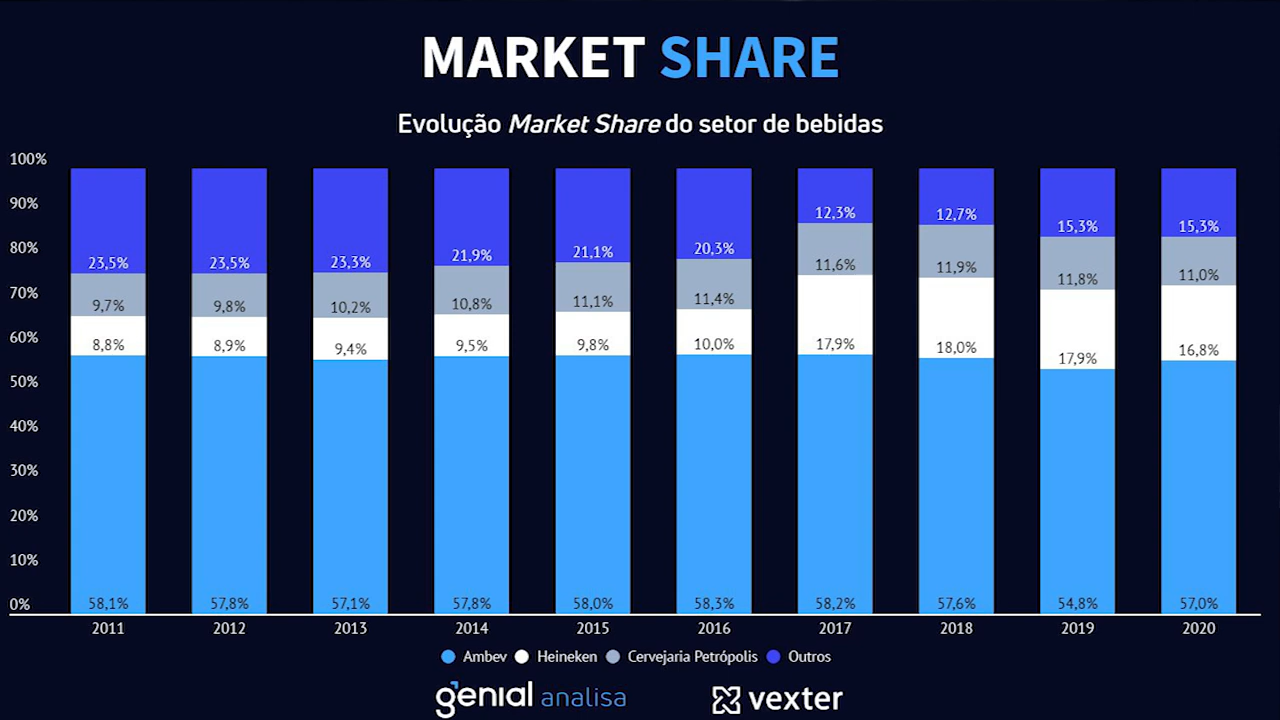 MARKET SHARE
Evolução Market Share do setor de bebidas
100%
90%
80%
70%
60%
50%
40%
30%
20%
10%
0%
23,5% 23,5% 23,3% 21,9% 21,1% 20,3% 12,3% 12,7% 15,3% 15,3%
9,7% 9,8% 10,2% 10,8% 11,1% 11,4% 11,6% 11,9% 11,8% 11,0%
8,8% 8,9% 9,4% 9,5% 9,8% 10,0% 17,9% 18,0% 17,9% 16,8%
58,1% 57,8% 57,1% 57,8% 58,0% 58,3% 58,2% 57,6% 54,8% 57,0%
2011 2012 2013 2014 2015 2016 2017 2018 2019 2020
Ambev Heineken Cervejaria Petrópolis Outros
genial analisa vexter